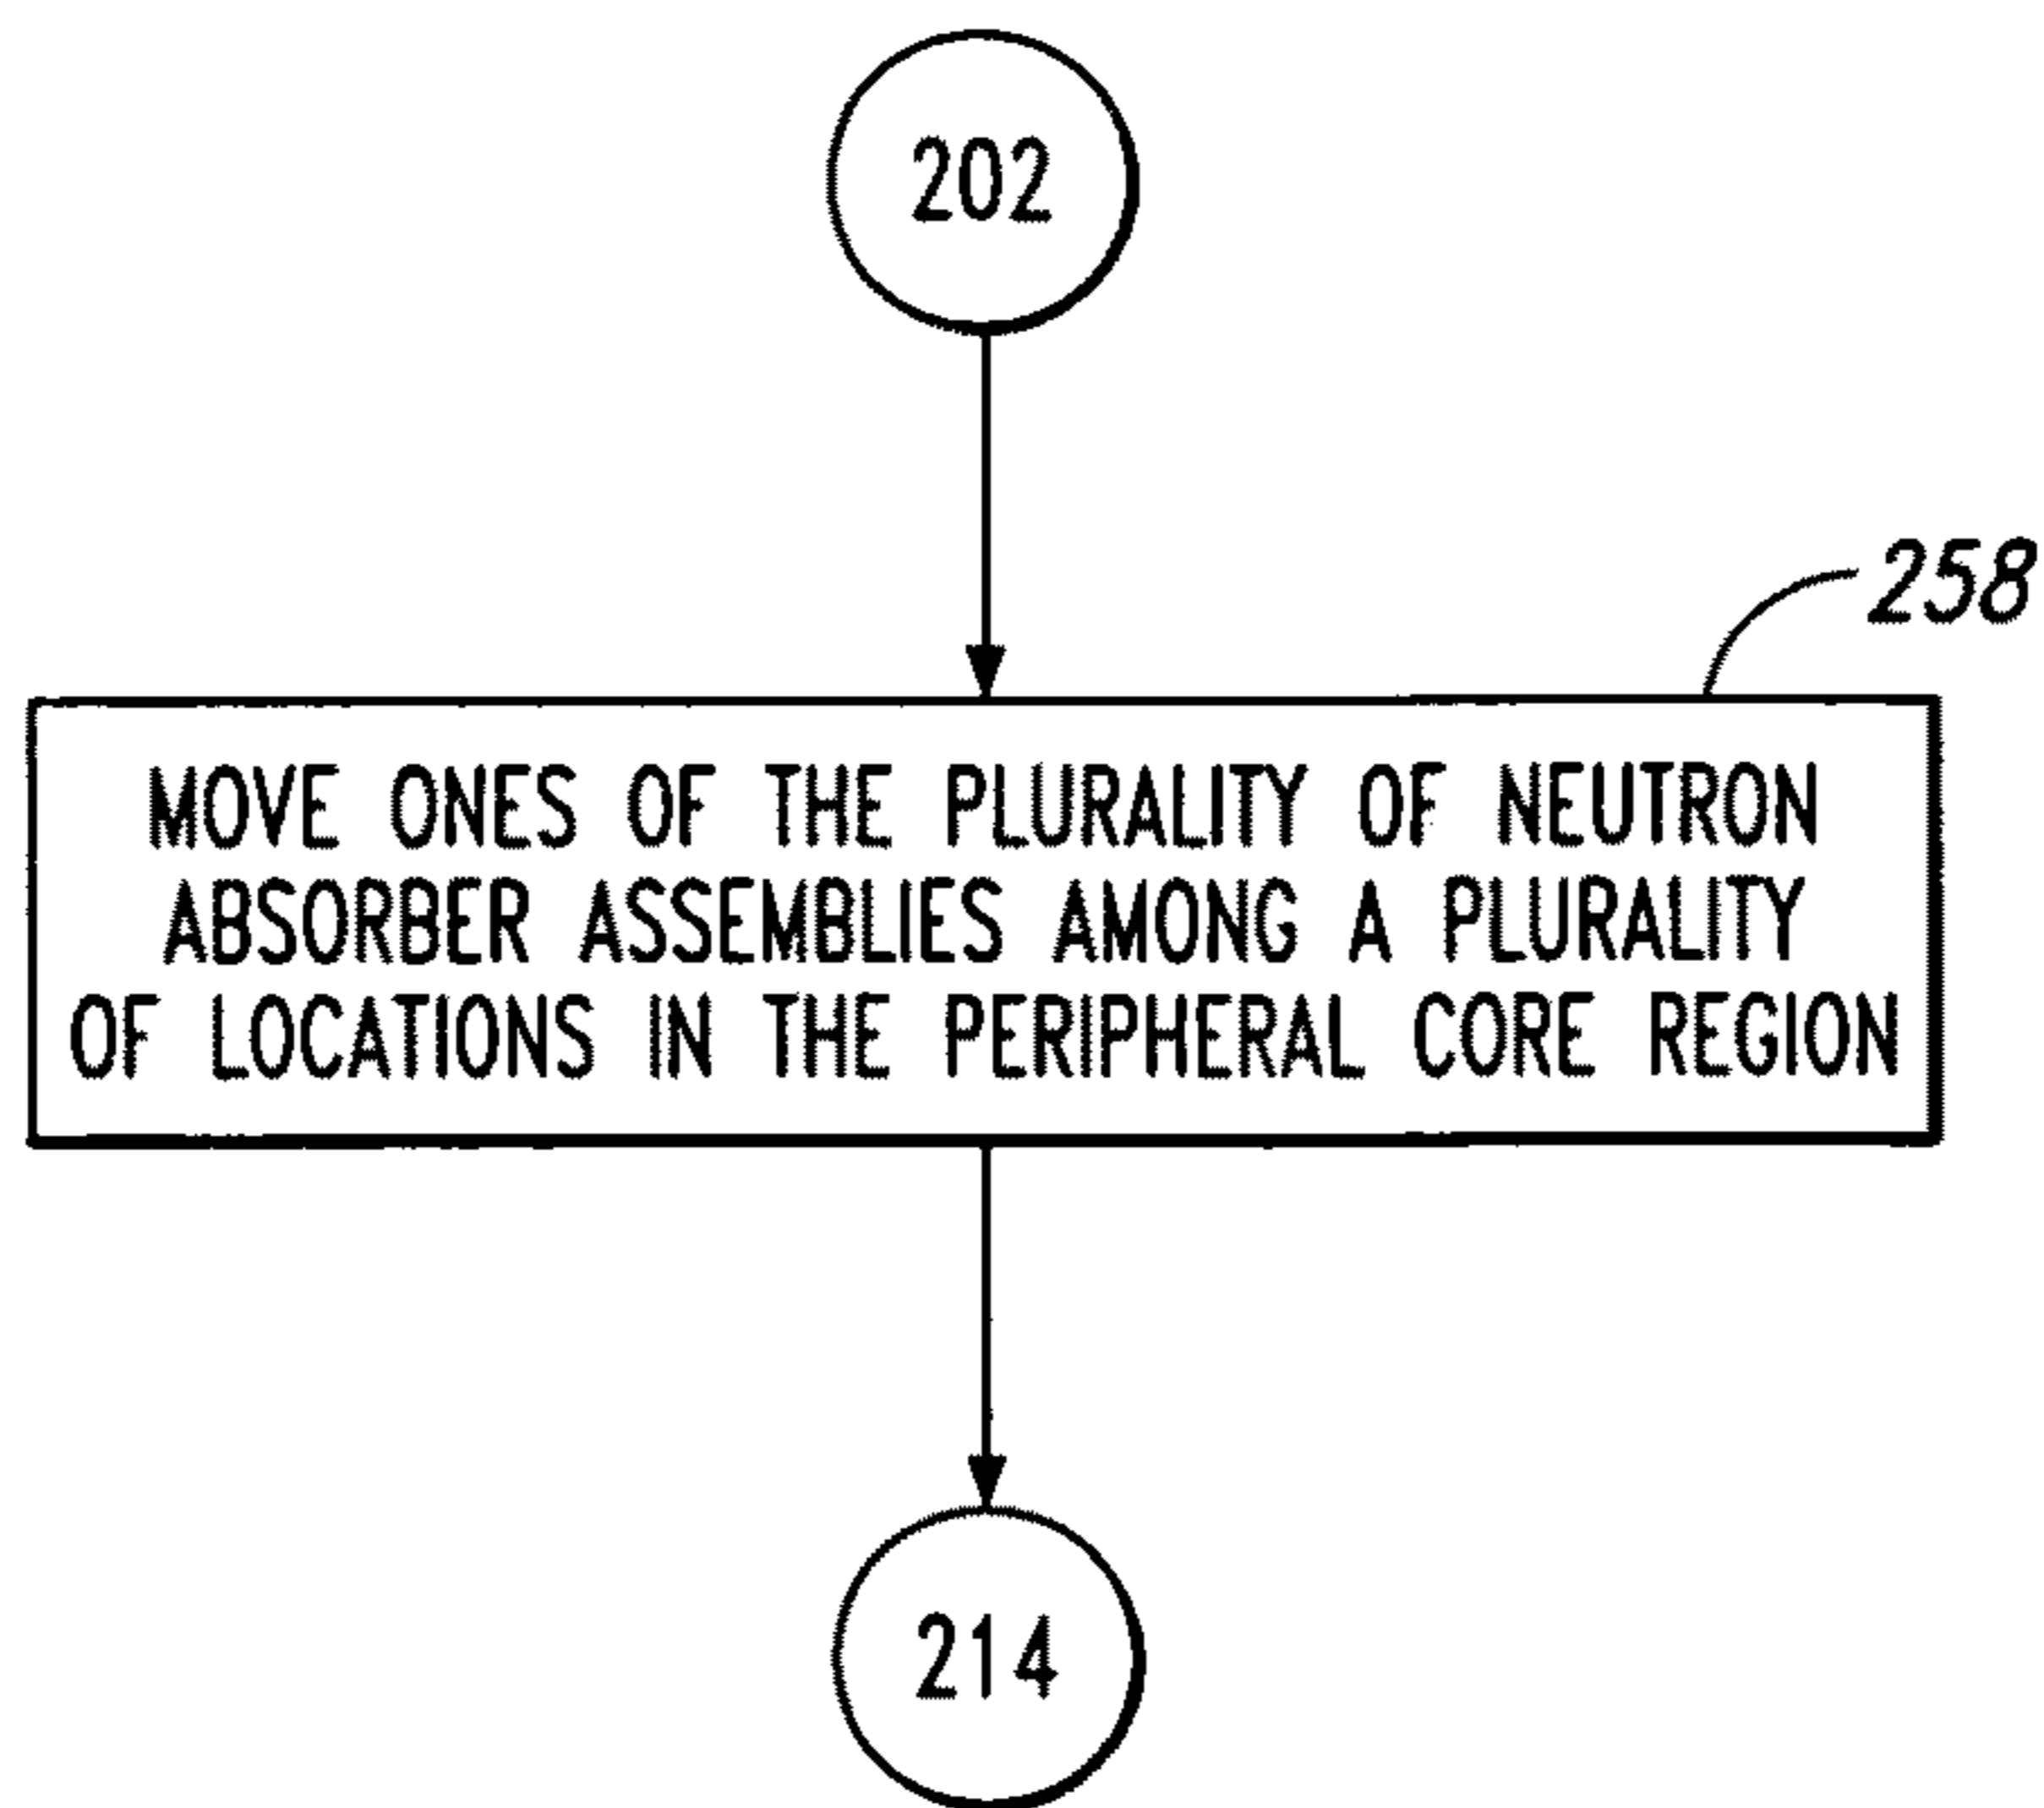 202
258
MOVE ONES OF THE PLURALITY OF NEUTRON
ABSORBER ASSEMBLIES AMONG A PLURALITY
OF LOCATIONS IN THE PERIPHERAL CORE REGION
214